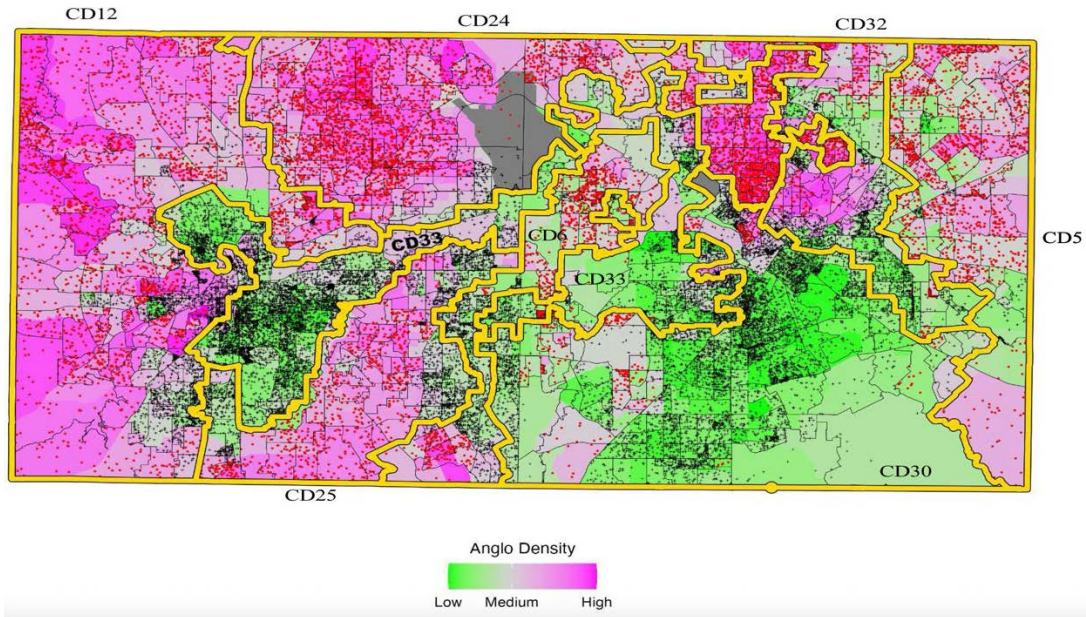 CD12
CD24
CD32
CD33
CD6
CD5
CD33
CD30
CD25
Anglo Density
Low Medium High